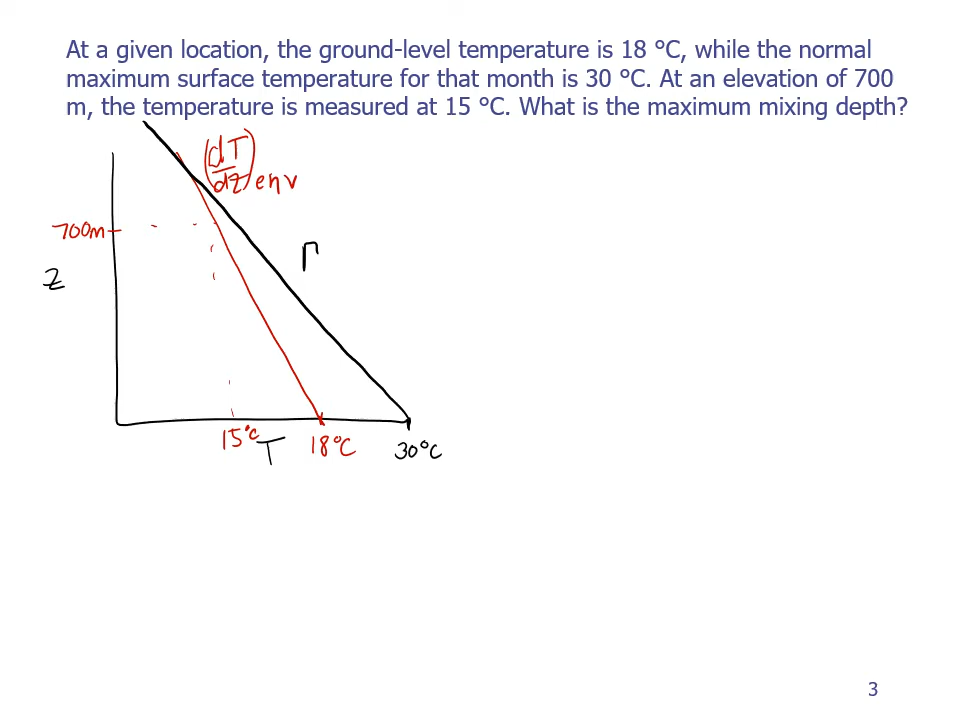 At a given location, the ground-level temperature is 18 °C, while the normal
maximum surface temperature for that month is 30 °C. At an elevation of 700
m, the temperature is measured at 15 °C. What is the maximum mixing depth?
(dT/dz)env
700m
Γ
z
15°C
T
18°C
30°C
3